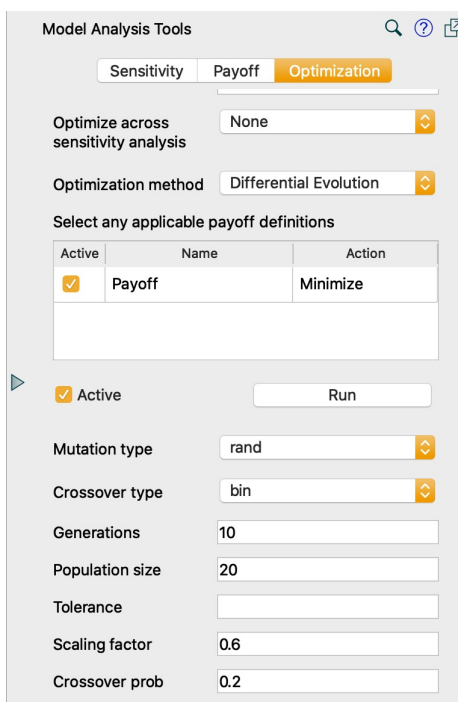 Model Analysis Tools
?
Sensitivity Payoff Optimization
Optimize across
sensitivity analysis
None
Optimization method Differential Evolution
Select any applicable payoff definitions
Active Name Action
Payoff Minimize
Active Run
Mutation type rand
Crossover type bin
Generations 10
Population size 20
Tolerance
Scaling factor 0.6
Crossover prob 0.2